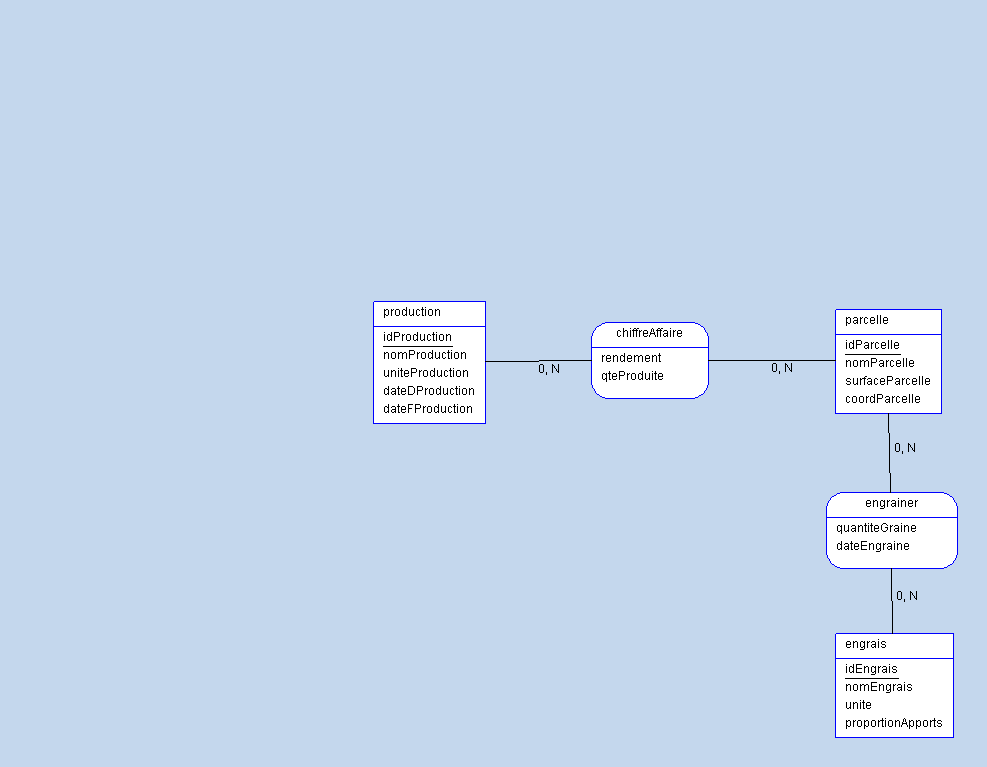 production
idProduction
nomProduction
uniteProduction
dateDProduction
dateFProduction
0, N
chiffreAffaire
rendement
qteProduite
0, N
parcelle
idParcelle
nomParcelle
surfaceParcelle
coordParcelle
0, N
engrainer
quantiteGraine
dateEngraine
0, N
engrais
idEngrais
nomEngrais
unite
proportionApports